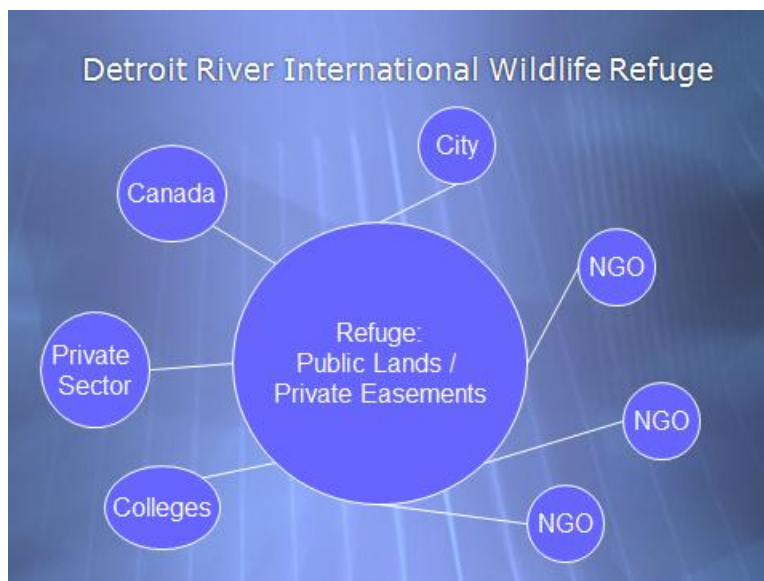 Detroit River International Wildlife Refuge
City
Canada
NGO
Refuge:
Public Lands /
Private Easements
Private
Sector
NGO
Colleges
NGO